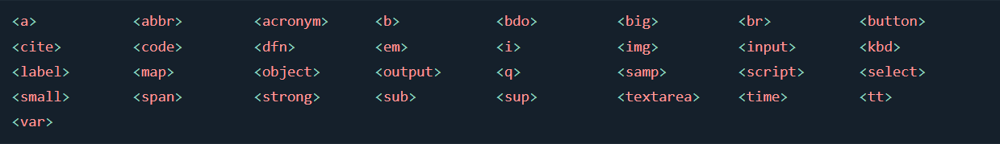 <a> <abbr> <acronym> <b> <bdo> <big> <br> <button>
<cite> <code> <dfn> <em> <i> <img> <input> <kbd>
<label> <map> <object> <output> <q> <samp> <script> <select>
<small> <span> <strong> <sub> <sup> <textarea> <time> <tt>
<var>